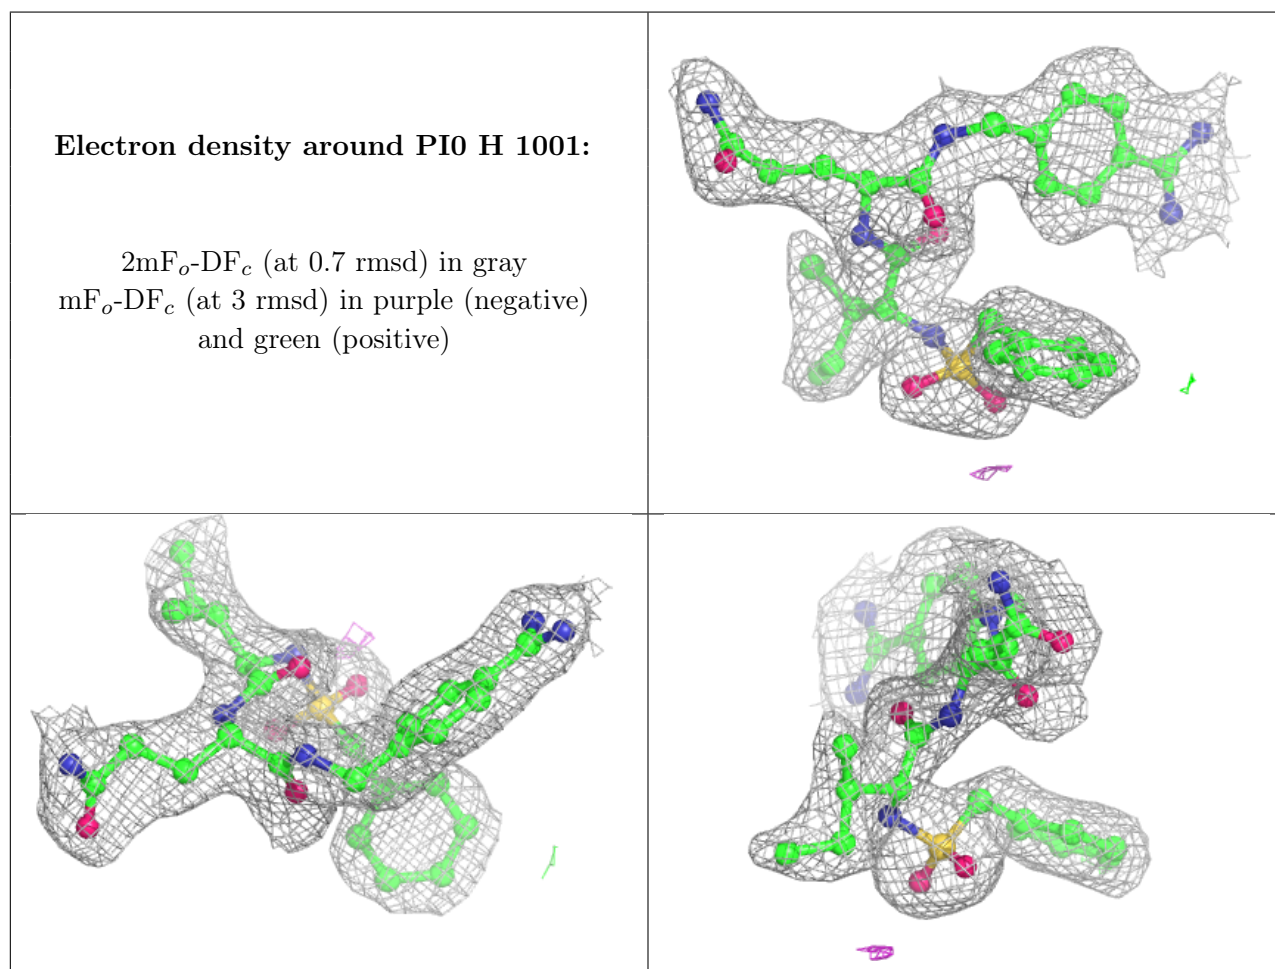 Electron density around PI0 H 1001:
2mFo-DFc (at 0.7 rmsd) in gray
mFo-DFc (at 3 rmsd) in purple (negative)
and green (positive)